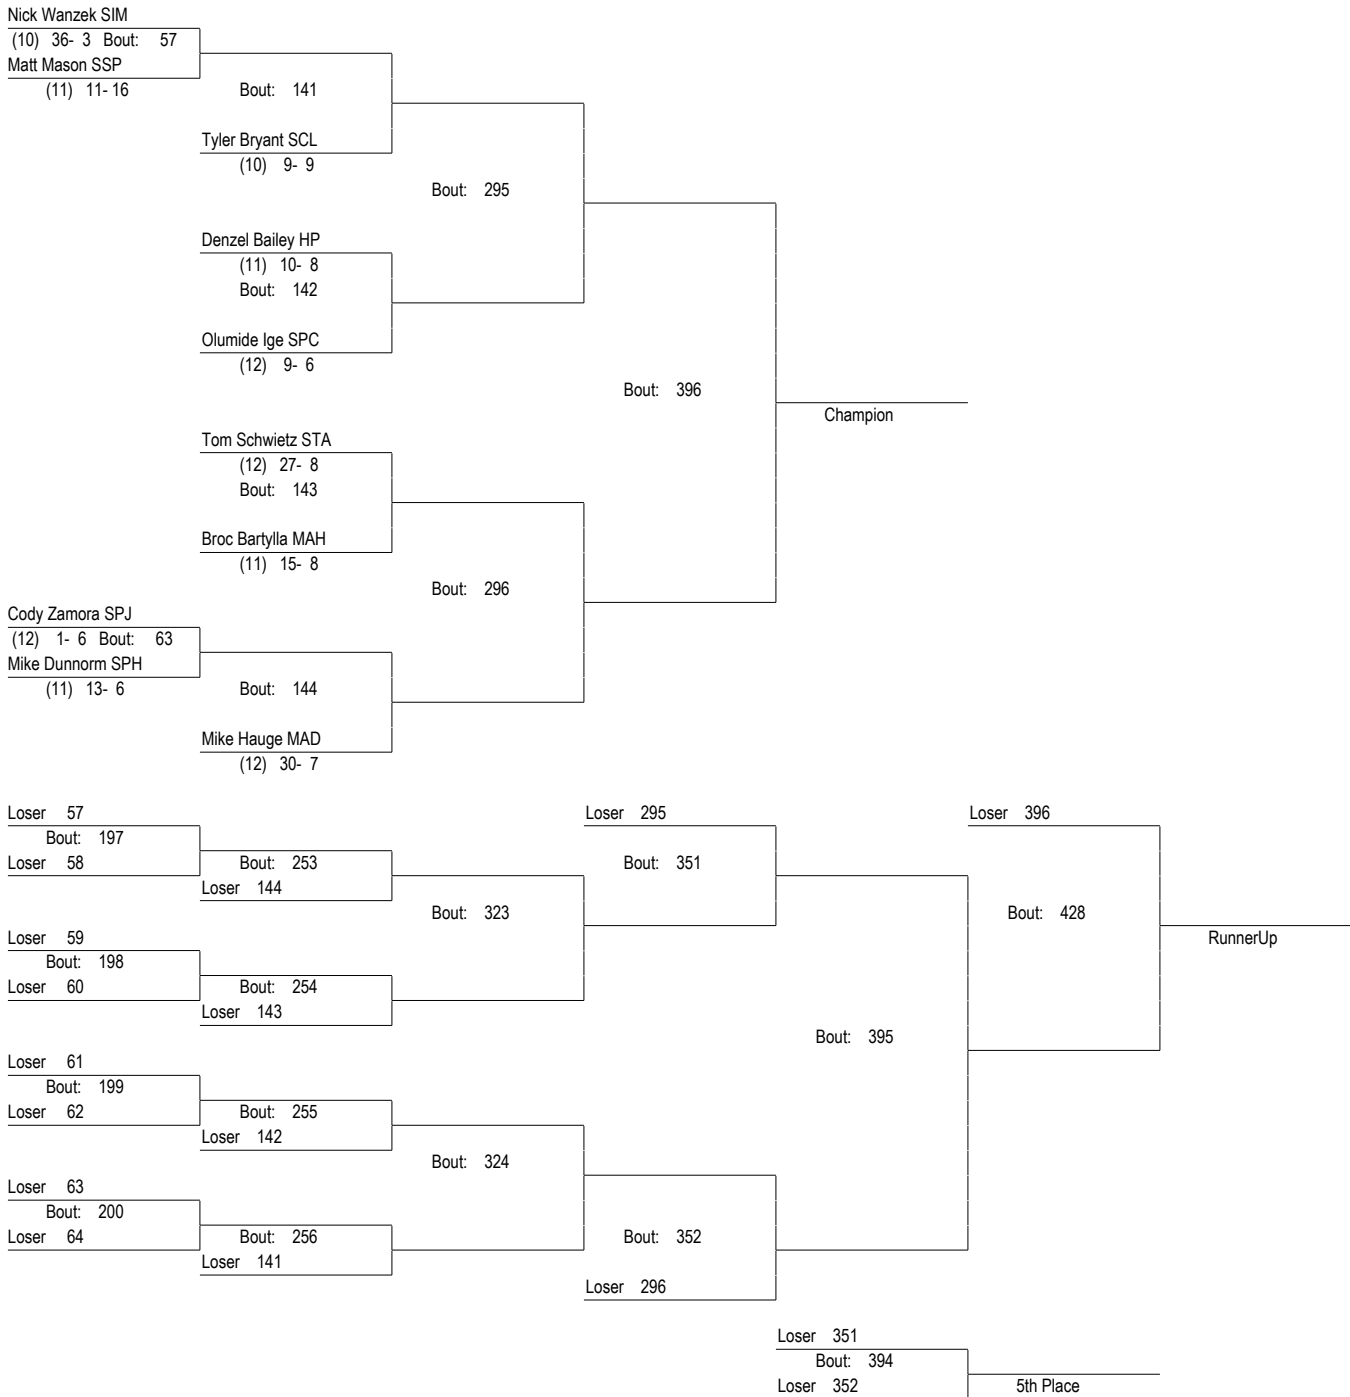 Nick Wanzek SIM
(10) 36- 3 Bout: 57
Matt Mason SSP
(11) 11- 16
Bout: 141
Tyler Bryant SCL
(10) 9- 9
Bout: 295
Denzel Bailey HP
(11) 10- 8
Bout: 142
Olumide Ige SPC
(12) 9- 6
Bout: 396
Champion
Tom Schwietz STA
(12) 27- 8
Bout: 143
Broc Bartylla MAH
(11) 15- 8
Bout: 296
Cody Zamora SPJ
(12) 1- 6 Bout: 63
Mike Dunnorm SPH
(11) 13- 6
Bout: 144
Mike Hauge MAD
(12) 30- 7
Loser 57
Bout: 197
Loser 58
Bout: 253
Loser 144
Bout: 323
Loser 59
Bout: 198
Loser 60
Bout: 254
Loser 143
Loser 295
Bout: 351
Loser 396
Bout: 428
RunnerUp
Bout: 395
Loser 61
Bout: 199
Loser 62
Bout: 255
Loser 142
Bout: 324
Loser 63
Bout: 200
Loser 64
Bout: 256
Loser 141
Bout: 352
Loser 296
Loser 351
Bout: 394
Loser 352
5th Place